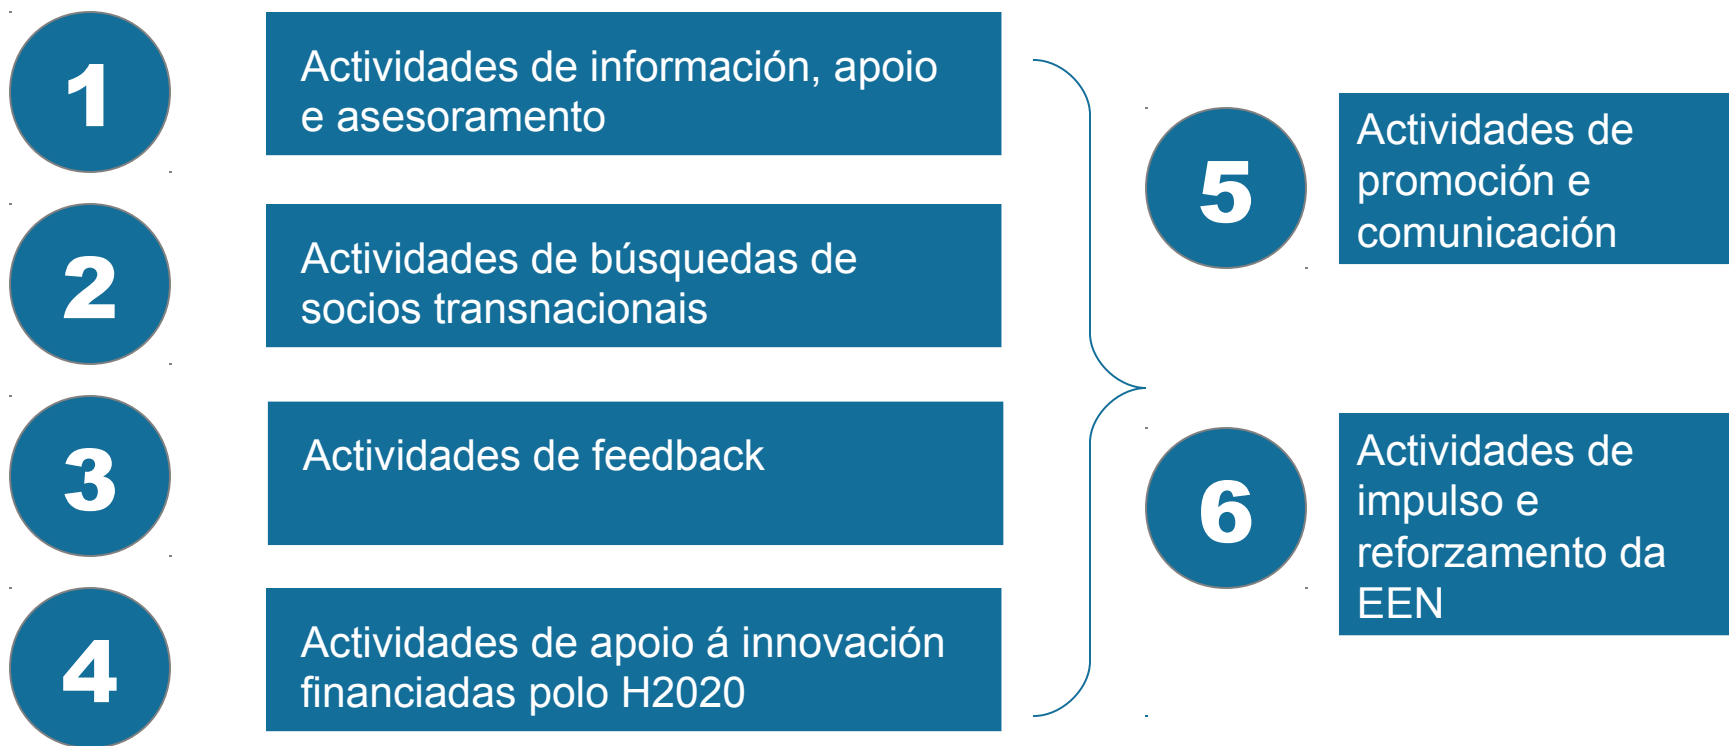 1
Actividades de información, apoio
e asesoramento
2
Actividades de búsquedas de
socios transnacionais
3
Actividades de feedback
4
Actividades de apoio á innovación
financiadas polo H2020
5
Actividades de
promoción e
comunicación
6
Actividades de
impulso e
reforzamento da
EEN